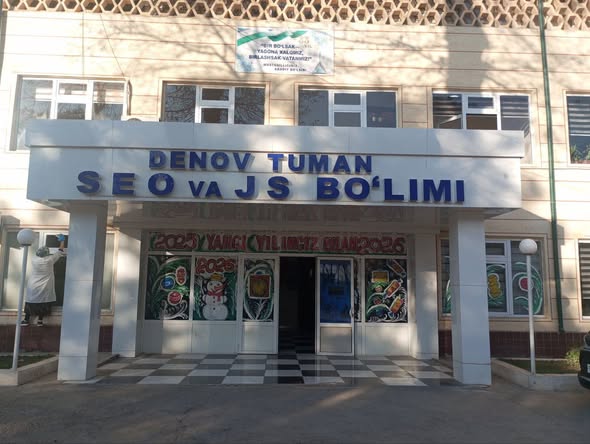 "BIR BO'LSAK –
YAGONA XALQMIZ,
BIRLASHSAK VATANMIZ!"
DENOV TUMAN
SEO VA JS BO'LIMI
2025 YANGI YILINGIZ BILAN 2026
2026